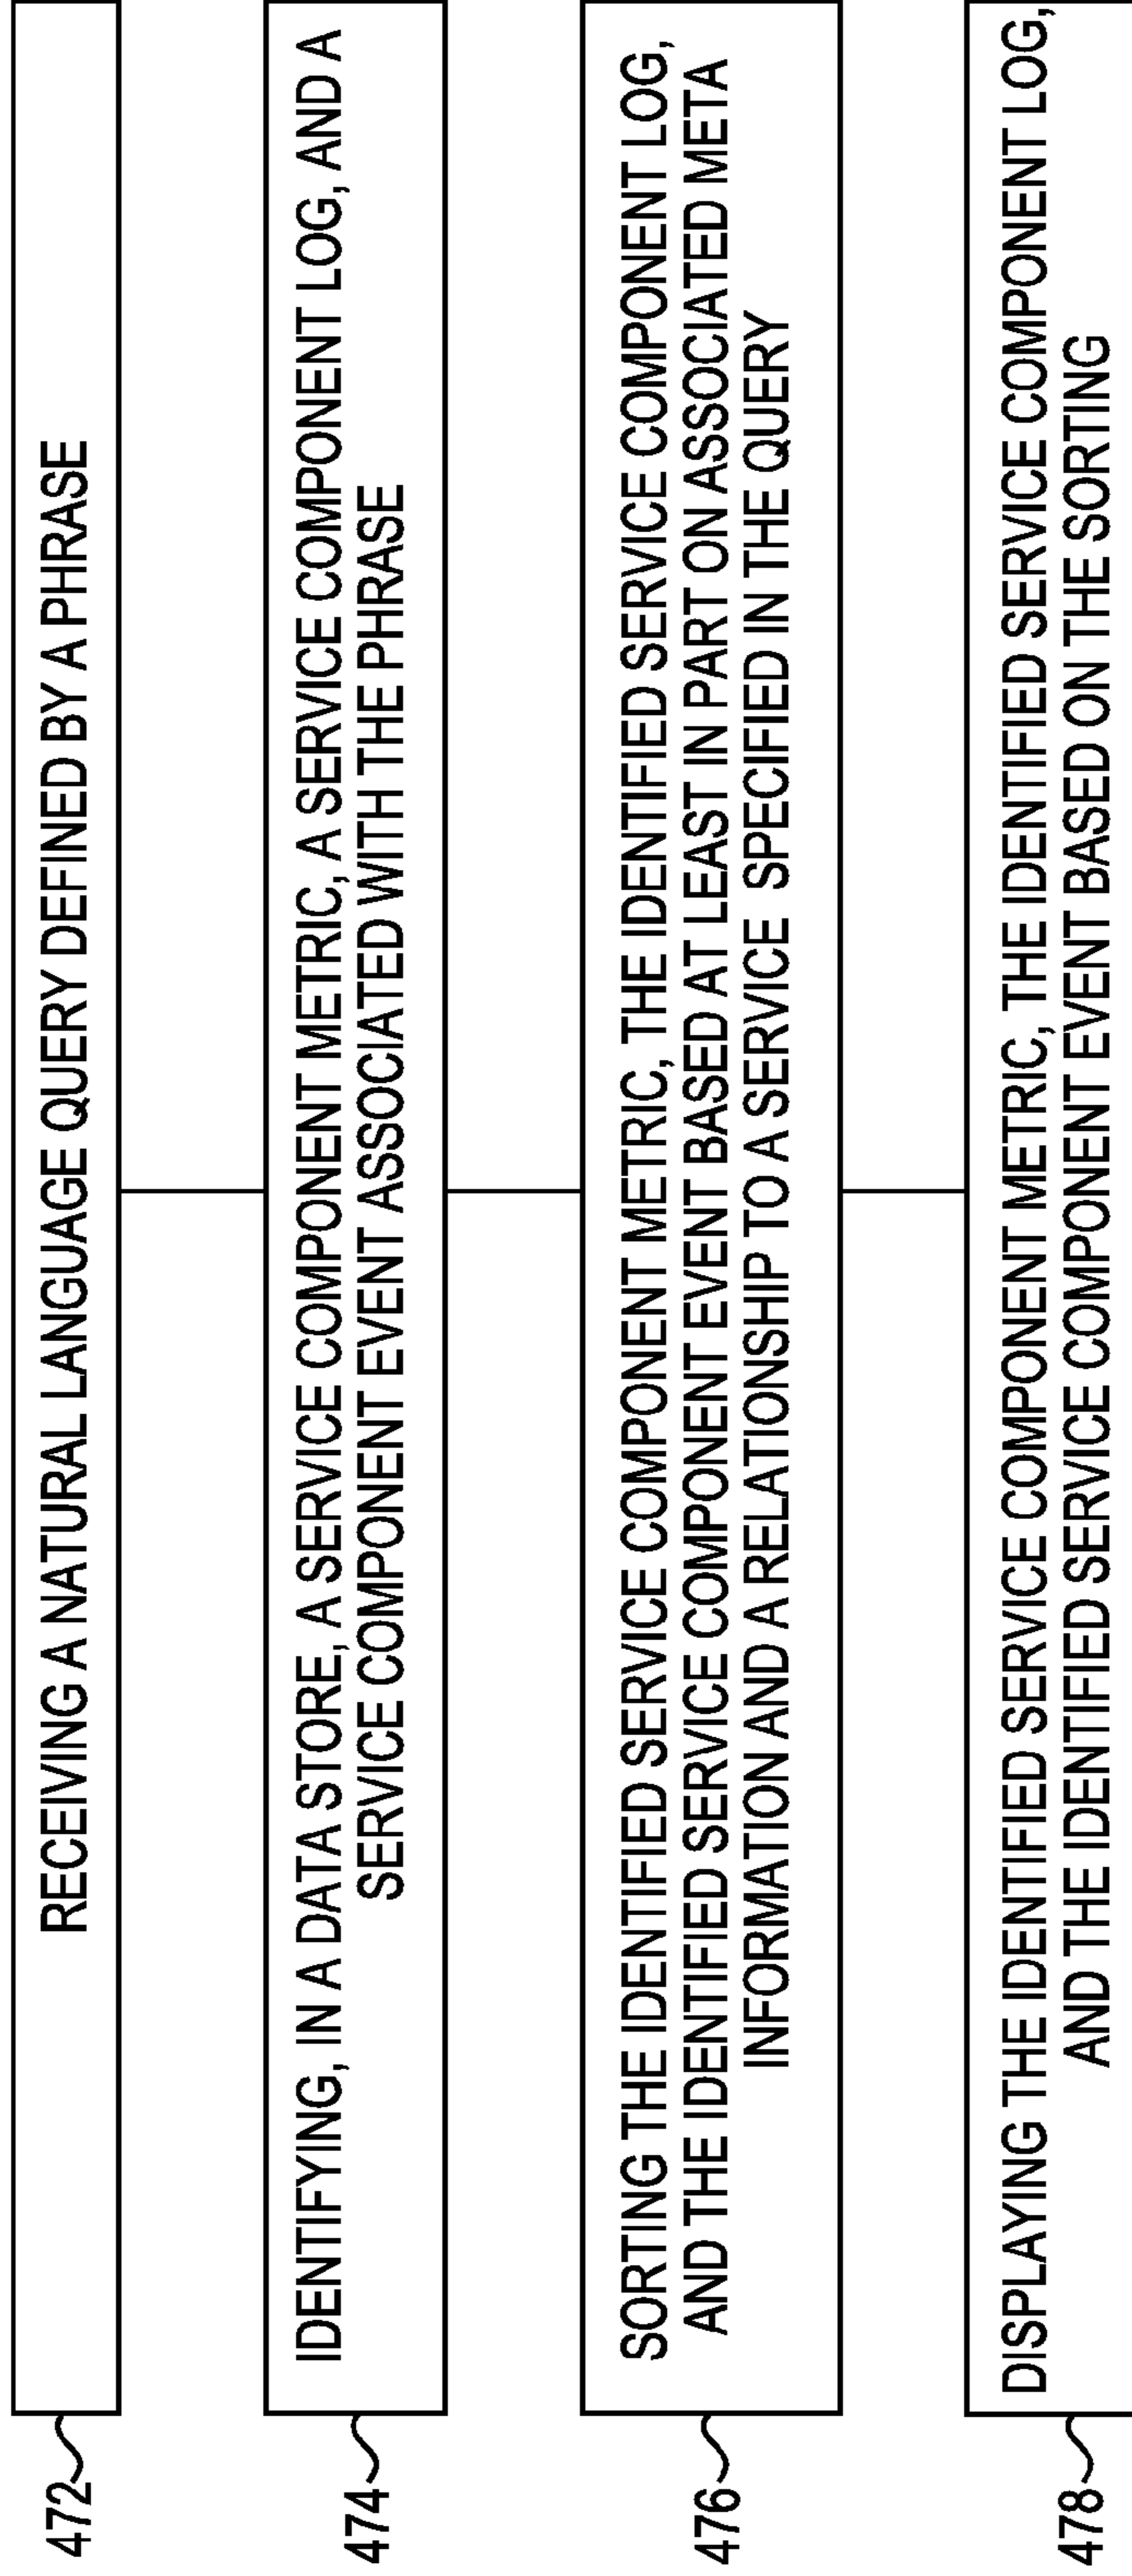 472
RECEIVING A NATURAL LANGUAGE QUERY DEFINED BY A PHRASE
474
IDENTIFYING, IN A DATA STORE, A SERVICE COMPONENT METRIC, A SERVICE COMPONENT LOG, AND A
SERVICE COMPONENT EVENT ASSOCIATED WITH THE PHRASE
476
SORTING THE IDENTIFIED SERVICE COMPONENT METRIC, THE IDENTIFIED SERVICE COMPONENT LOG,
AND THE IDENTIFIED SERVICE COMPONENT EVENT BASED AT LEAST IN PART ON ASSOCIATED META
INFORMATION AND A RELATIONSHIP TO A SERVICE SPECIFIED IN THE QUERY
478
DISPLAYING THE IDENTIFIED SERVICE COMPONENT METRIC, THE IDENTIFIED SERVICE COMPONENT LOG,
AND THE IDENTIFIED SERVICE COMPONENT EVENT BASED ON THE SORTING